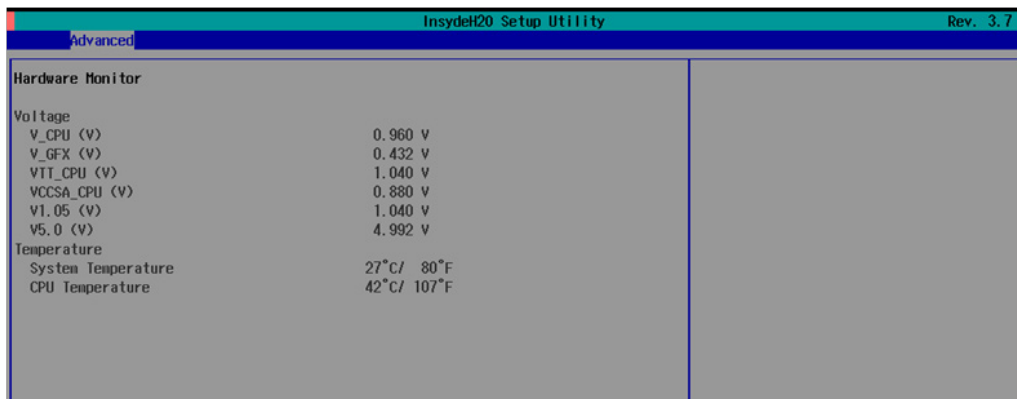 InsydeH20 Setup Utility Rev. 3.7
Advanced
Hardware Monitor
Voltage
V_CPU (V) 0.960 V
V_GFX (V) 0.432 V
VTT_CPU (V) 1.040 V
VCCSA_CPU (V) 0.880 V
V1.05 (V) 1.040 V
V5.0 (V) 4.992 V
Temperature
System Temperature 27°C/ 80°F
CPU Temperature 42°C/ 107°F